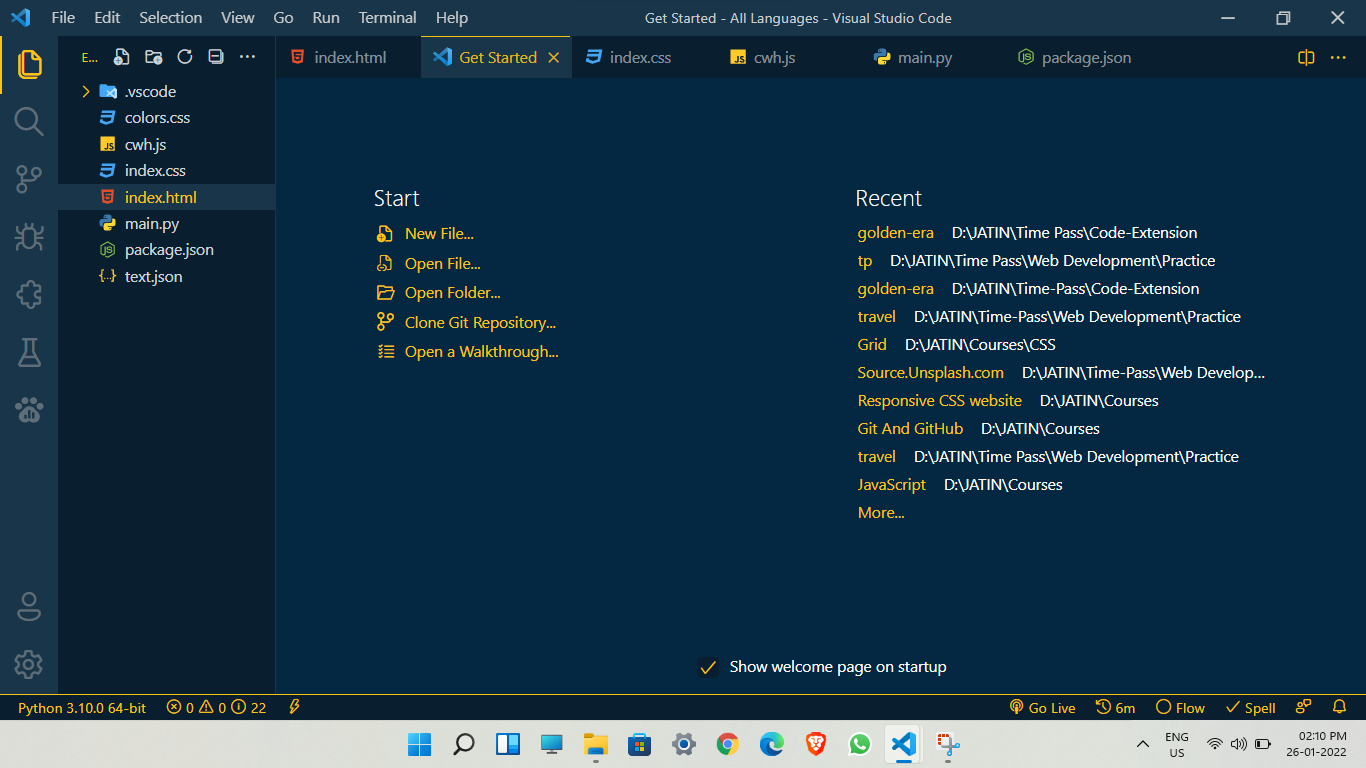 File Edit Selection View Go Run Terminal Help Get Started - All Languages - Visual Studio Code
E...
index.html Get Started index.css cwh.js main.py package.json
.vscode
colors.css
cwh.js
index.css
index.html
main.py
package.json
text.json
Start
New File...
Open File...
Open Folder...
Clone Git Repository...
Open a Walkthrough...
Recent
golden-era D:\JATIN\Time Pass\Code-Extension
tp D:\JATIN\Time Pass\Web Development\Practice
golden-era D:\JATIN\Time-Pass\Code-Extension
travel D:\JATIN\Time-Pass\Web Development\Practice
Grid D:\JATIN\Courses\CSS
Source.Unsplash.com D:\JATIN\Time-Pass\Web Develop...
Responsive CSS website D:\JATIN\Courses
Git And GitHub D:\JATIN\Courses
travel D:\JATIN\Time Pass\Web Development\Practice
JavaScript D:\JATIN\Courses
More...
Show welcome page on startup
Python 3.10.0 64-bit 0 0 22 Go Live 6m Flow Spell
ENG
US
02:10 PM
26-01-2022